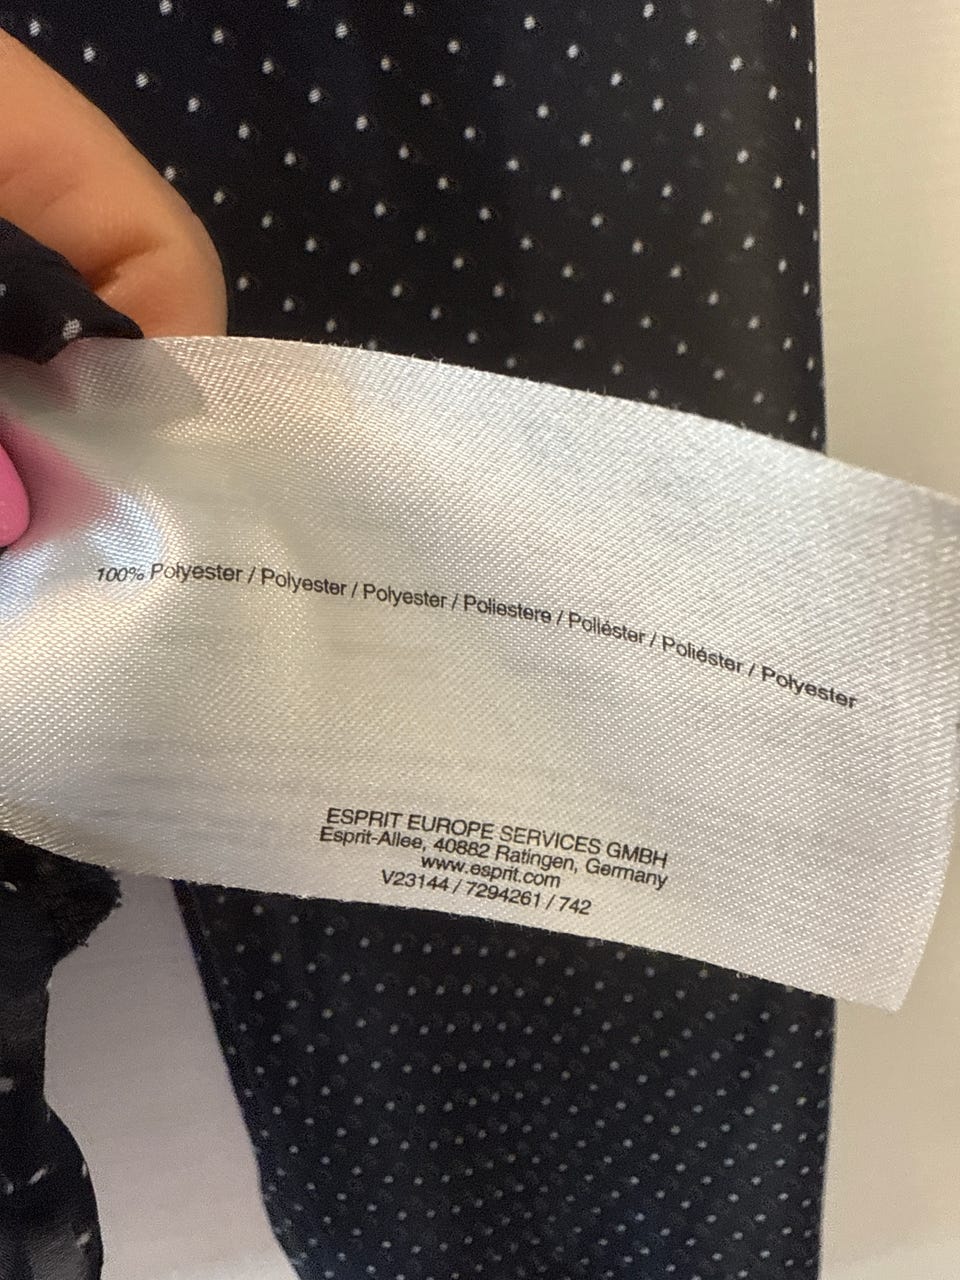 100% Polyester / Polyester / Polyester / Poliestere / Poliéster / Poliéster / Polyester
ESPRIT EUROPE SERVICES GMBH
Esprit-Allee, 40882 Ratingen, Germany
www.esprit.com
V23144 / 7294261 / 742